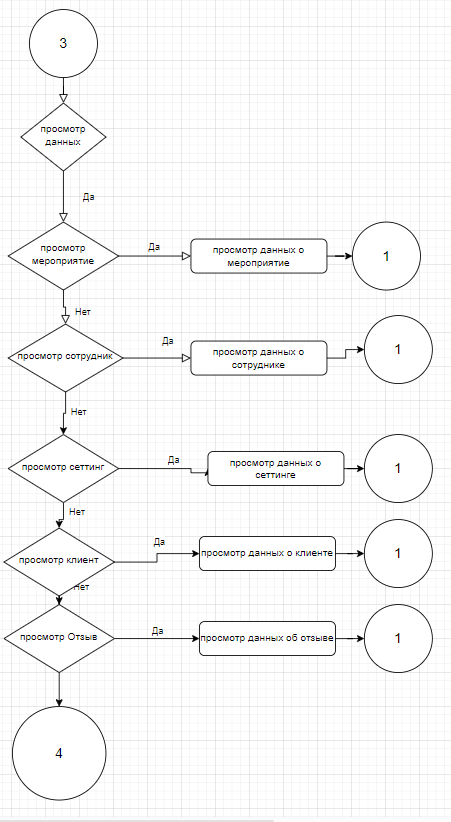 3
просмотр
данных
Да
просмотр
мероприятие
Да
просмотр данных о
мероприятие
1
Нет
просмотр сотрудник
Да
просмотр данных о
сотруднике
1
Нет
просмотр сеттинг
Да
просмотр данных о
сеттинге
1
Нет
просмотр клиент
Да
просмотр данных о клиенте
1
Нет
просмотр Отзыв
Да
просмотр данных об отзыве
1
4